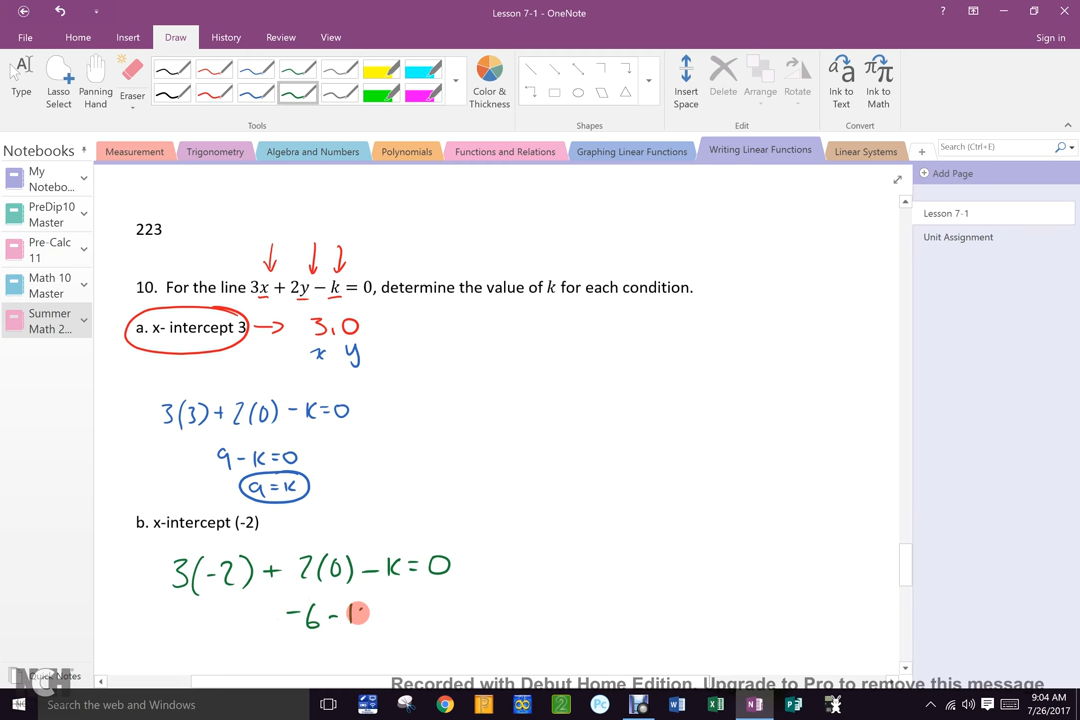 Lesson 7-1 - OneNote
Sign in
File Home Insert Draw History Review View
Type
Lasso Select
Panning Hand
Eraser
Color & Thickness
Insert Space
Delete
Arrange
Rotate
Ink to Text
Ink to Math
Tools
Shapes
Edit
Convert
Notebooks
Measurement Trigonometry Algebra and Numbers Polynomials Functions and Relations Graphing Linear Functions Writing Linear Functions Linear Systems
Search (Ctrl+E)
My Notebo...
PreDip10 Master
Pre-Calc 11
Math 10 Master
Summer Math 2...
Add Page
Lesson 7-1
Unit Assignment
223
10. For the line 3x + 2y − k = 0, determine the value of k for each condition.
a. x- intercept 3 → 3,0
x y
3(3) + 2(0) - k = 0
9 - k = 0
9 = k
b. x-intercept (-2)
3(-2) + 2(0) - k = 0
-6 -
Quick Notes
NCH
Recorded with Debut Home Edition. Upgrade to Pro to remove this message
Search the web and Windows
9:04 AM
7/26/2017